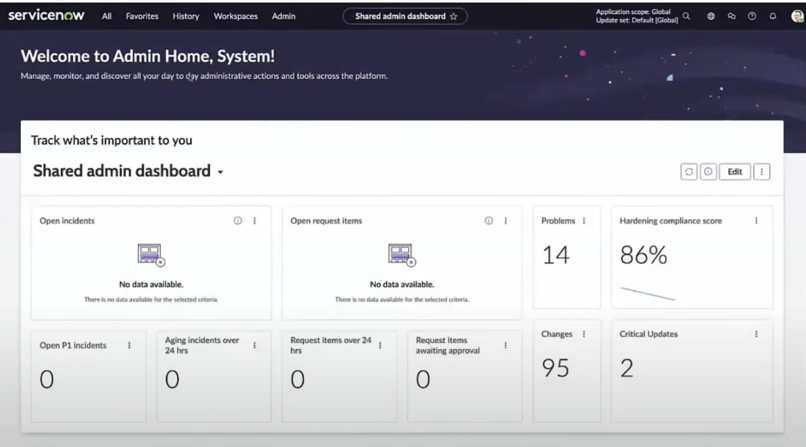 servicenow All Favorites History Workspaces Admin Shared admin dashboard Application scope: Global
Update set: Default [Global]
Welcome to Admin Home, System!
Manage, monitor, and discover all your day to day administrative actions and tools across the platform.
Track what's important to you
Shared admin dashboard
Edit
Open incidents
No data available.
There is no data available for the selected criteria.
Open request items
No data available.
There is no data available for the selected criteria.
Problems
14
Hardening compliance score
86%
Open P1 incidents
0
Aging incidents over
24 hrs
0
Request items over 24
hrs
0
Request items
awaiting approval
0
Changes
95
Critical Updates
2